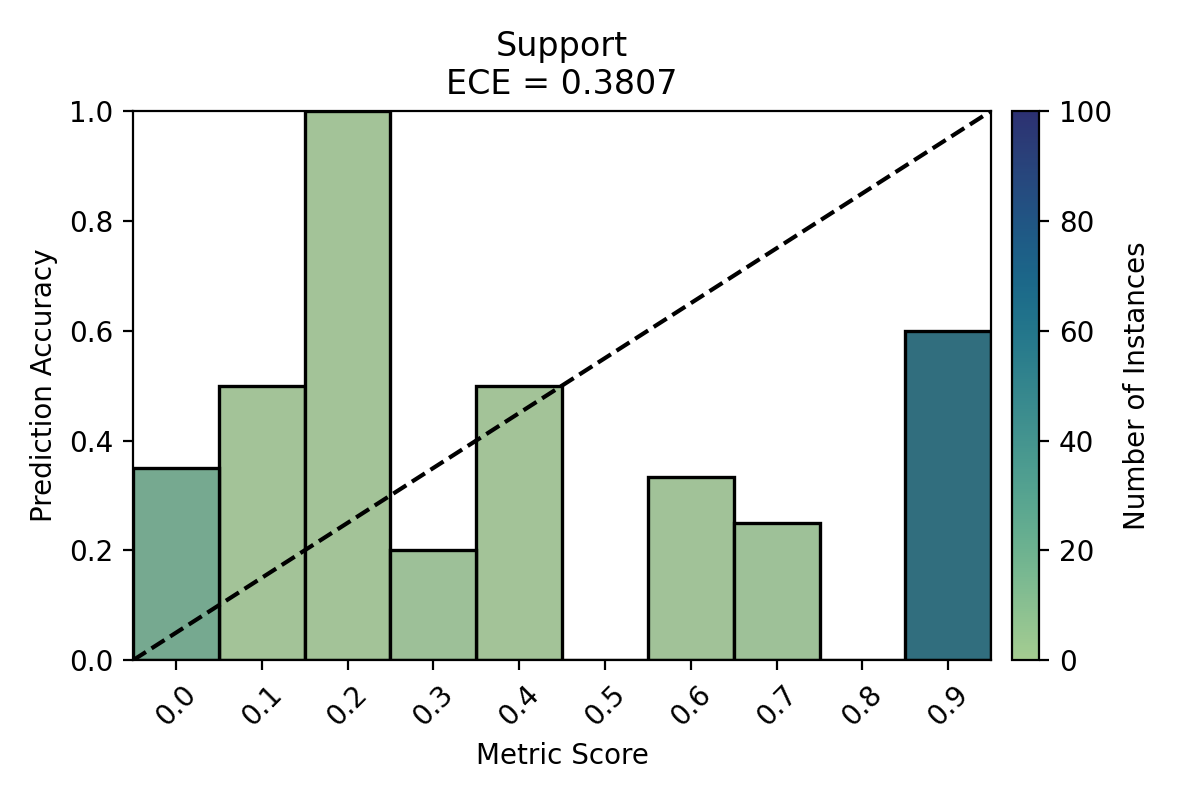 Support
ECE = 0.3807
1.0
0.8
0.6
0.4
0.2
0.0
Prediction Accuracy
0.0 0.1 0.2 0.3 0.4 0.5 0.6 0.7 0.8 0.9
Metric Score
100
80
60
40
20
0
Number of Instances